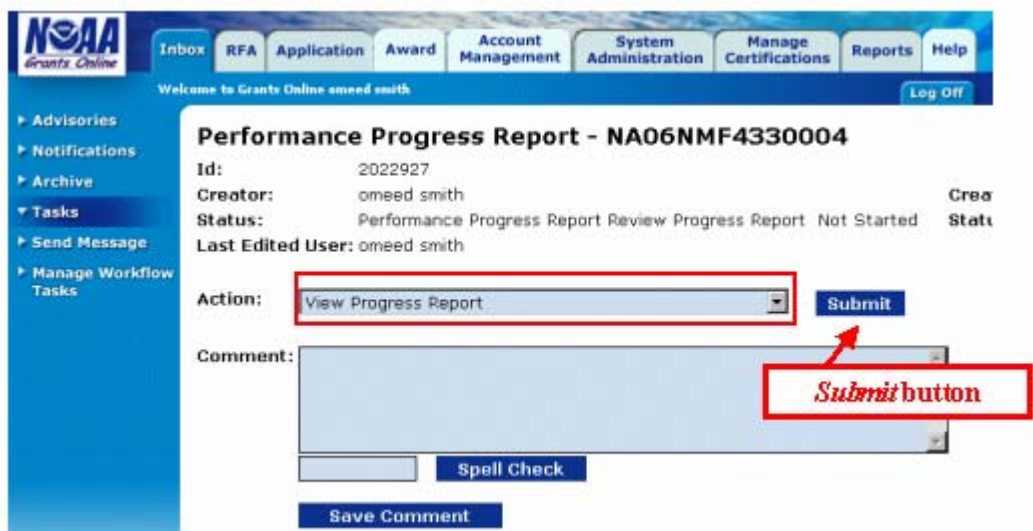 NOAA
Grants Online
Inbox RFA Application Award Account Management System Administration Manage Certifications Reports Help
Welcome to Grants Online omeed smith Log Off
Advisories
Notifications
Archive
Tasks
Send Message
Manage Workflow
Tasks
Performance Progress Report - NA06NMF4330004
Id: 2022927
Creator: omeed smith Crea
Status: Performance Progress Report Review Progress Report Not Started Statu
Last Edited User: omeed smith
Action: View Progress Report Submit
Comment:
Submit button
Spell Check
Save Comment